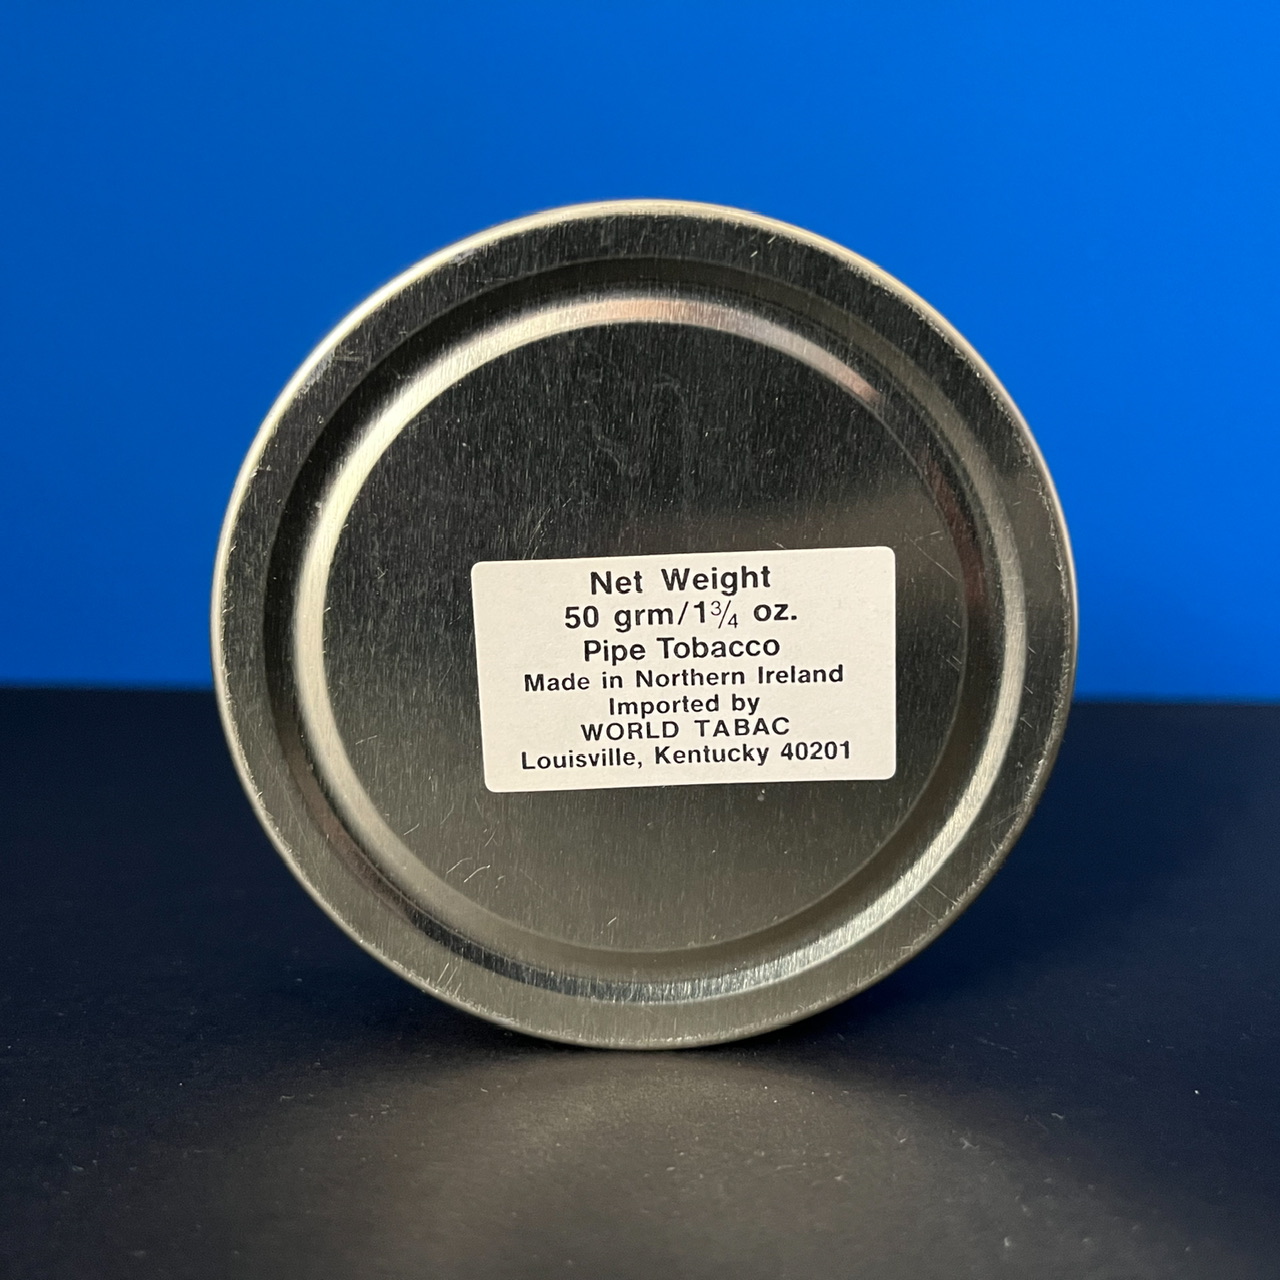 Net Weight
50 grm/1¾ oz.
Pipe Tobacco
Made in Northern Ireland
Imported by
WORLD TABAC
Louisville, Kentucky 40201